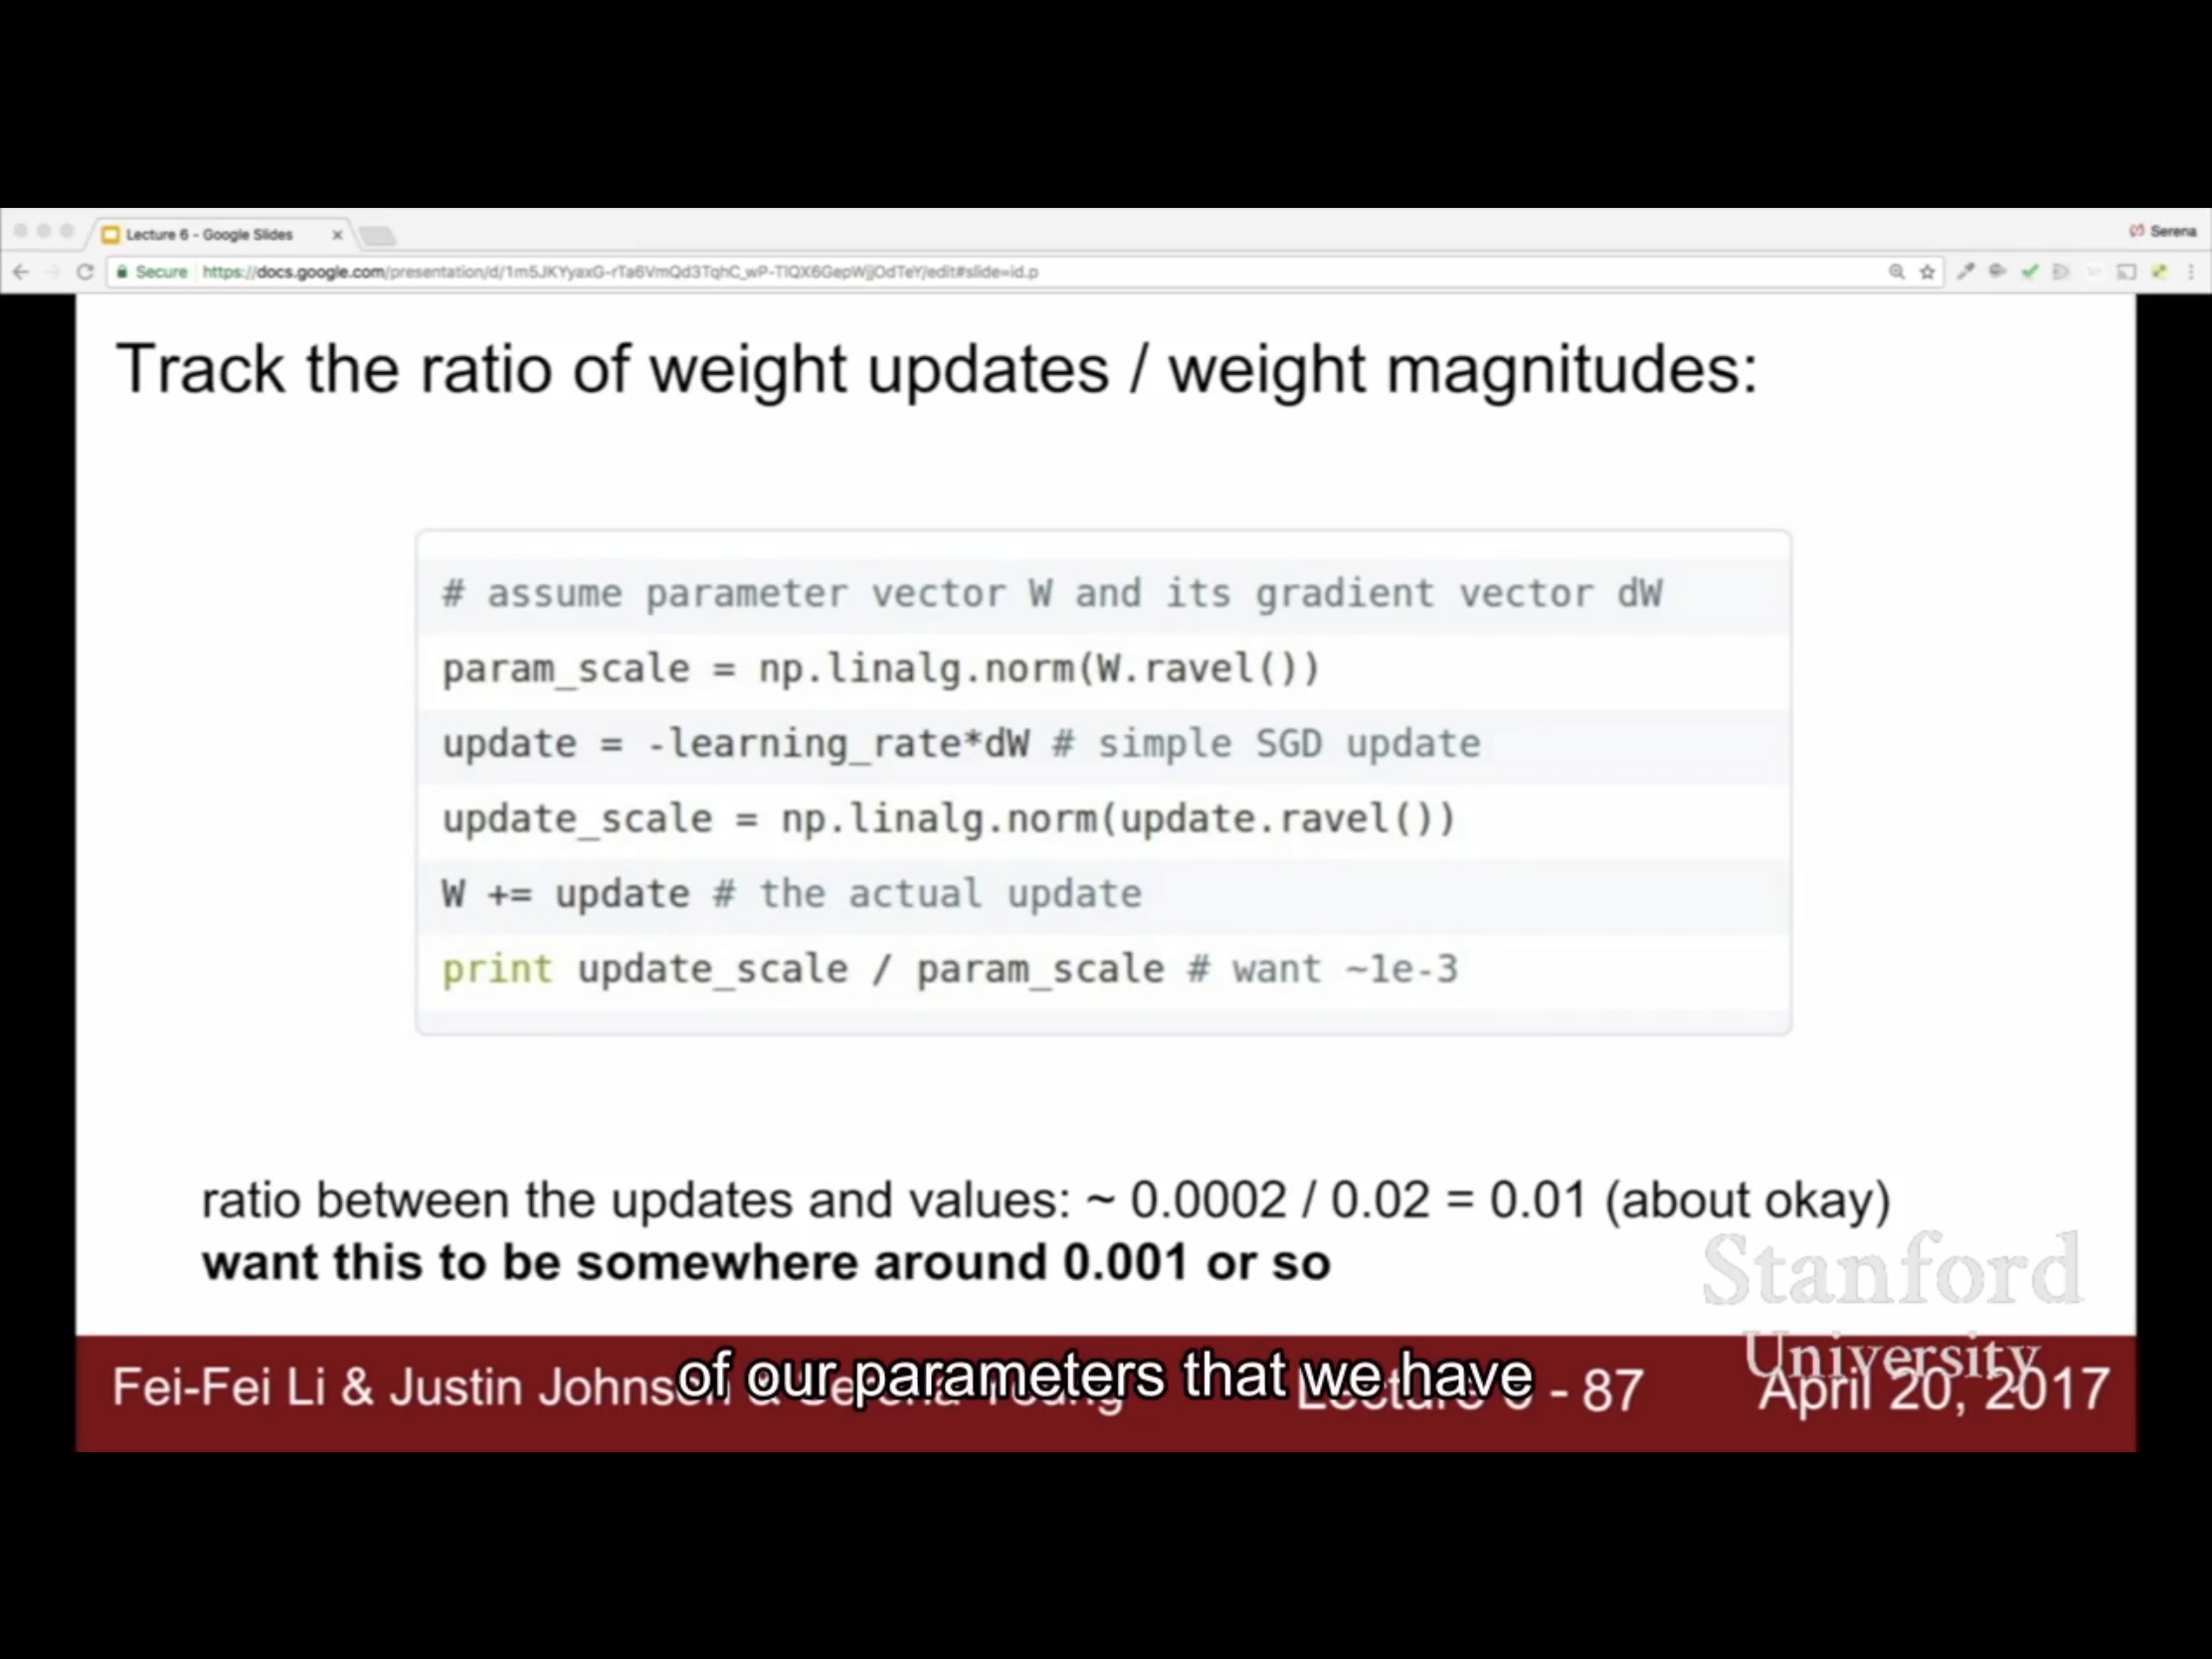 Lecture 6 - Google Slides
Serena
Secure https://docs.google.com/presentation/d/1m5JKYyaxG-rTa6VmQd3TqhC_wP-TlQX6GepWjjOdTeY/edit#slide=id.p
Track the ratio of weight updates / weight magnitudes:
# assume parameter vector W and its gradient vector dW
param_scale = np.linalg.norm(W.ravel())
update = -learning_rate*dW # simple SGD update
update_scale = np.linalg.norm(update.ravel())
W += update # the actual update
print update_scale / param_scale # want ~1e-3
ratio between the updates and values: ~ 0.0002 / 0.02 = 0.01 (about okay)
want this to be somewhere around 0.001 or so
Stanford
University
Fei-Fei Li & Justin Johnson & Serena Yeung Lecture 6 - 87 April 20, 2017
of our parameters that we have